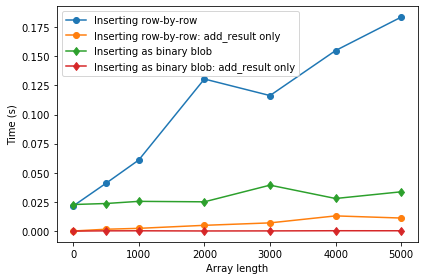 Inserting row-by-row
Inserting row-by-row: add_result only
Inserting as binary blob
Inserting as binary blob: add_result only
0.175
0.150
0.125
0.100
0.075
0.050
0.025
0.000
Time (s)
0
1000
2000
3000
4000
5000
Array length